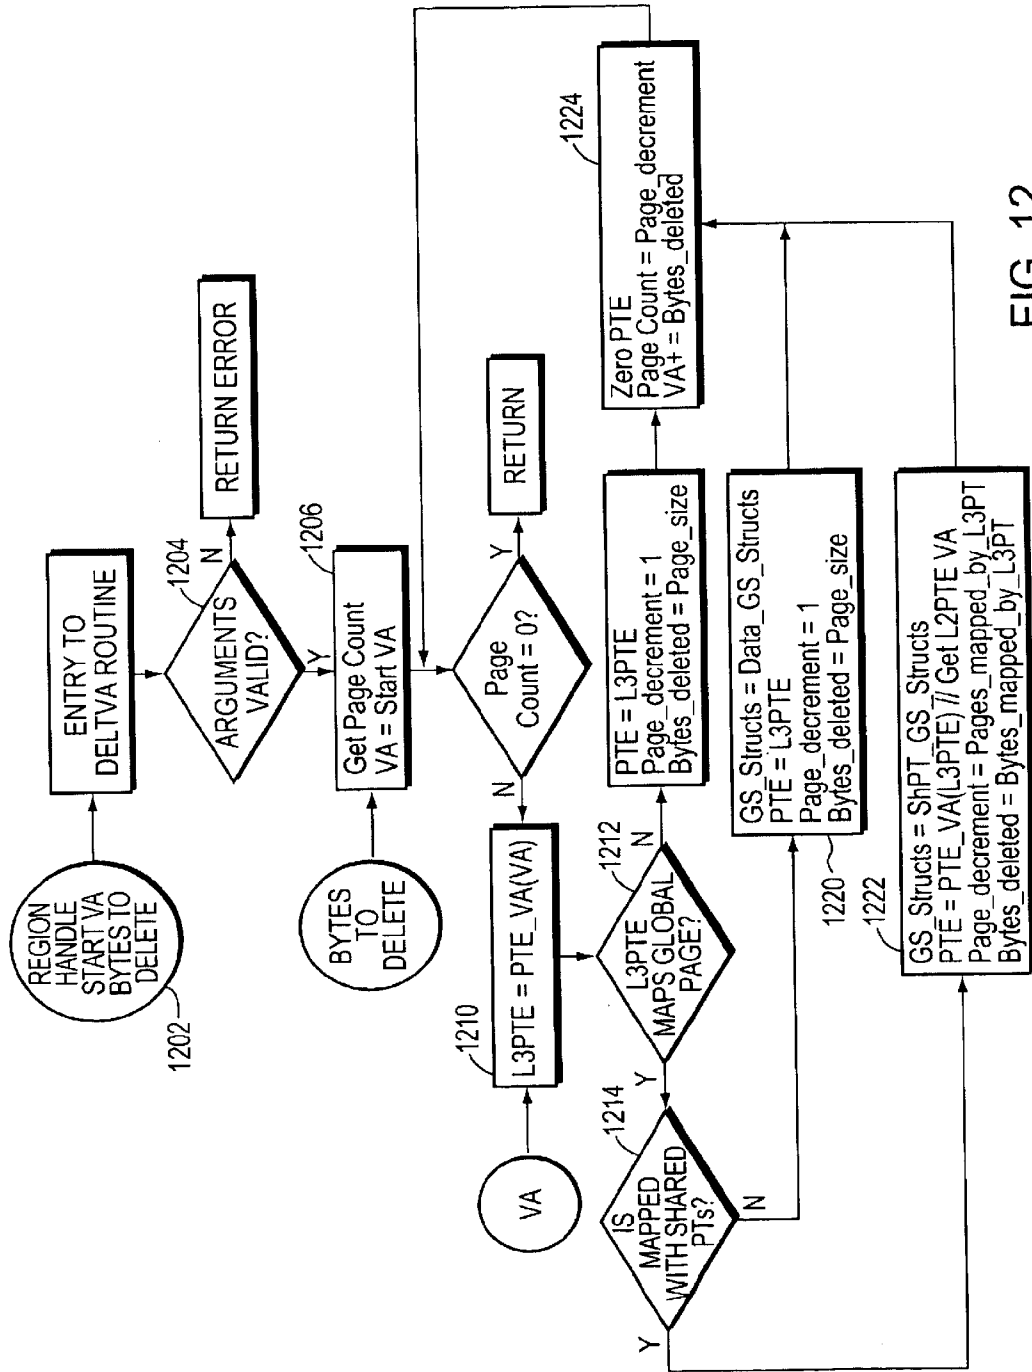 REGION
HANDLE
START VA
BYTES TO
DELETE
1202
ENTRY TO
DELTVA ROUTINE
ARGUMENTS
VALID?
1204
N
RETURN ERROR
Y
BYTES
TO
DELETE
Get Page Count
VA = Start VA
1206
Page
Count = 0?
Y
RETURN
N
VA
1210
L3PTE = PTE_VA(VA)
L3PTE
MAPS GLOBAL
PAGE?
1212
N
PTE = L3PTE
Page_decrement = 1
Bytes_deleted = Page_size
Y
IS
MAPPED
WITH SHARED
PTs?
1214
N
GS_Structs = Data_GS_Structs
PTE = L3PTE
Page_decrement = 1
Bytes_deleted = Page_size
1220
Y
1222
GS_Structs = ShPT_GS_Structs
PTE = PTE_VA(L3PTE) // Get L2PTE VA
Page_decrement = Pages_mapped_by_L3PT
Bytes_deleted = Bytes_mapped_by_L3PT
Zero PTE
Page Count = Page_decrement
VA+ = Bytes_deleted
1224
FIG. 12